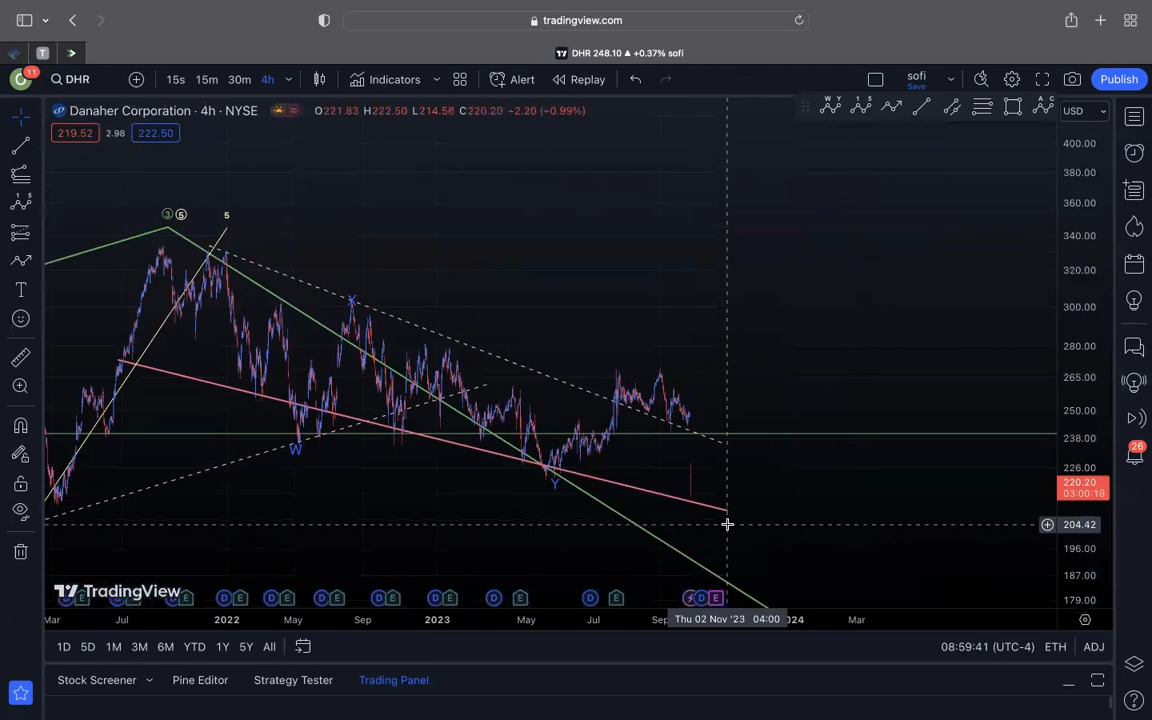 tradingview.com
DHR 248.10 ▲ +0.37% sofi
11
DHR
15s 15m 30m 4h
Indicators
Alert
Replay
sofi
Save
Publish
Danaher Corporation · 4h · NYSE
O221.83 H222.50 L214.56 C220.20 +2.20 (+0.99%)
USD
219.52 2.98 222.50
400.00
380.00
360.00
340.00
320.00
300.00
280.00
265.00
250.00
238.00
226.00
220.20
03:00:18
204.42
196.00
187.00
179.00
3 5 5
X
W
Y
26
TradingView
D E D E D E D E D E D E D E D E D E D E D E
Mar Jul 2022 May Sep 2023 May Jul Sep Thu 02 Nov '23 04:00 2024 Mar
1D 5D 1M 3M 6M YTD 1Y 5Y All
08:59:41 (UTC-4) ETH ADJ
Stock Screener Pine Editor Strategy Tester Trading Panel